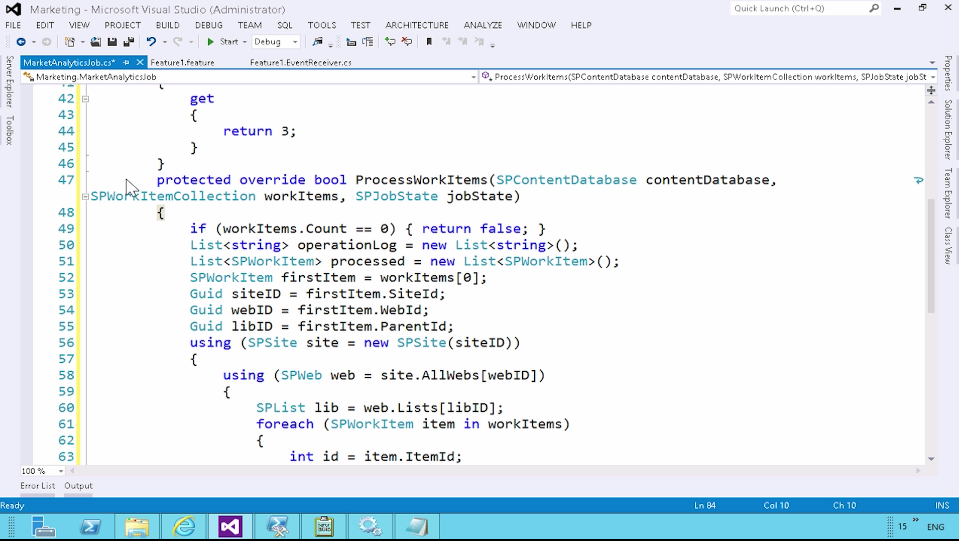 Marketing - Microsoft Visual Studio (Administrator)
Quick Launch (Ctrl+Q)
FILE EDIT VIEW PROJECT BUILD DEBUG TEAM SQL TOOLS TEST ARCHITECTURE ANALYZE WINDOW HELP
Start Debug
MarketAnalyticsJob.cs* Feature1.feature Feature1.EventReceiver.cs
Marketing.MarketAnalyticsJob ProcessWorkItems(SPContentDatabase contentDatabase, SPWorkItemCollection workItems, SPJobState jobSt
Server Explorer
Toolbox
41 {
42 get
43 {
44 return 3;
45 }
46 }
47 protected override bool ProcessWorkItems(SPContentDatabase contentDatabase,
SPWorkItemCollection workItems, SPJobState jobState)
48 {
49 if (workItems.Count == 0) { return false; }
50 List<string> operationLog = new List<string>();
51 List<SPWorkItem> processed = new List<SPWorkItem>();
52 SPWorkItem firstItem = workItems[0];
53 Guid siteID = firstItem.SiteId;
54 Guid webID = firstItem.WebId;
55 Guid libID = firstItem.ParentId;
56 using (SPSite site = new SPSite(siteID))
57 {
58 using (SPWeb web = site.AllWebs[webID])
59 {
60 SPList lib = web.Lists[libID];
61 foreach (SPWorkItem item in workItems)
62 {
63 int id = item.ItemId;
Properties
Solution Explorer
Team Explorer
Class View
100 %
Error List Output
Ready Ln 84 Col 10 Ch 10 INS
15 ENG